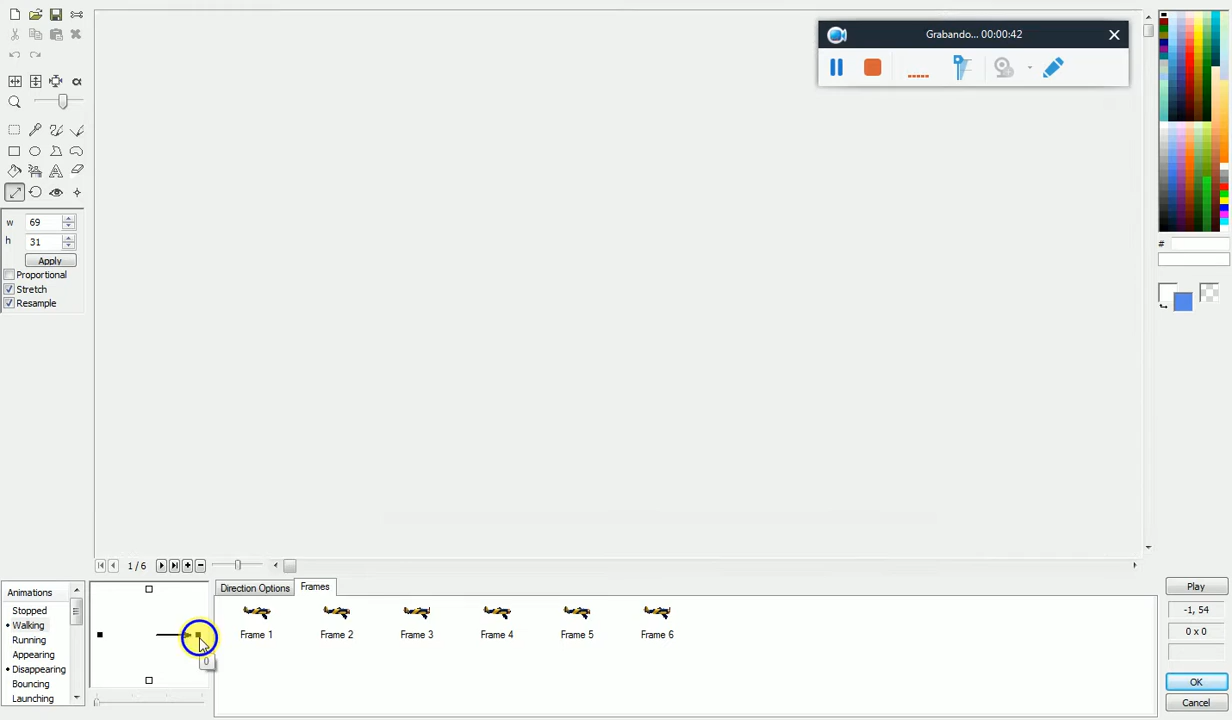 Grabando... 00:00:42
w 69
h 31
Apply
Proportional
Stretch
Resample
#
1/6
Animations
Stopped
Walking
Running
Appearing
Disappearing
Bouncing
Launching
0
Direction Options
Frames
Frame 1
Frame 2
Frame 3
Frame 4
Frame 5
Frame 6
Play
-1, 54
0 x 0
OK
Cancel